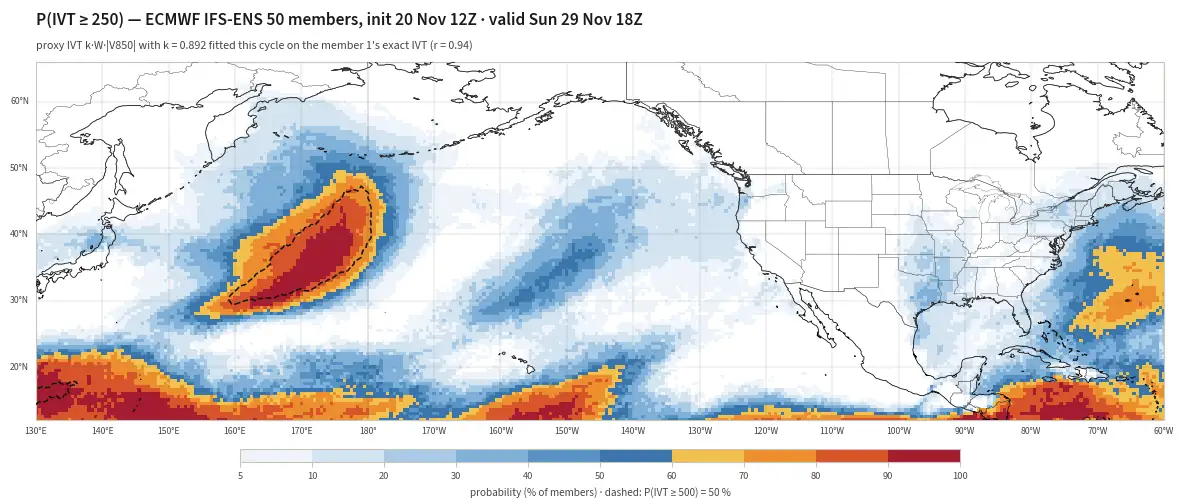 P(IVT ≥ 250) — ECMWF IFS-ENS 50 members, init 20 Nov 12Z · valid Sun 29 Nov 18Z
proxy IVT k·W·|V850| with k = 0.892 fitted this cycle on the member 1's exact IVT (r = 0.94)
60°N
50°N
40°N
30°N
20°N
130°E 140°E 150°E 160°E 170°E 180° 170°W 160°W 150°W 140°W 130°W 120°W 110°W 100°W 90°W 80°W 70°W 60°W
5 10 20 30 40 50 60 70 80 90 100
probability (% of members) · dashed: P(IVT ≥ 500) = 50 %